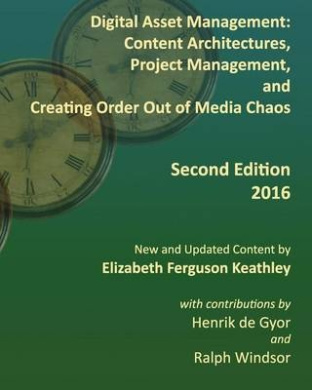 Digital Asset Management:
Content Architectures,
Project Management,
and
Creating Order Out of Media Chaos
Second Edition
2016
New and Updated Content by
Elizabeth Ferguson Keathley
with contributions by
Henrik de Gyor
and
Ralph Windsor